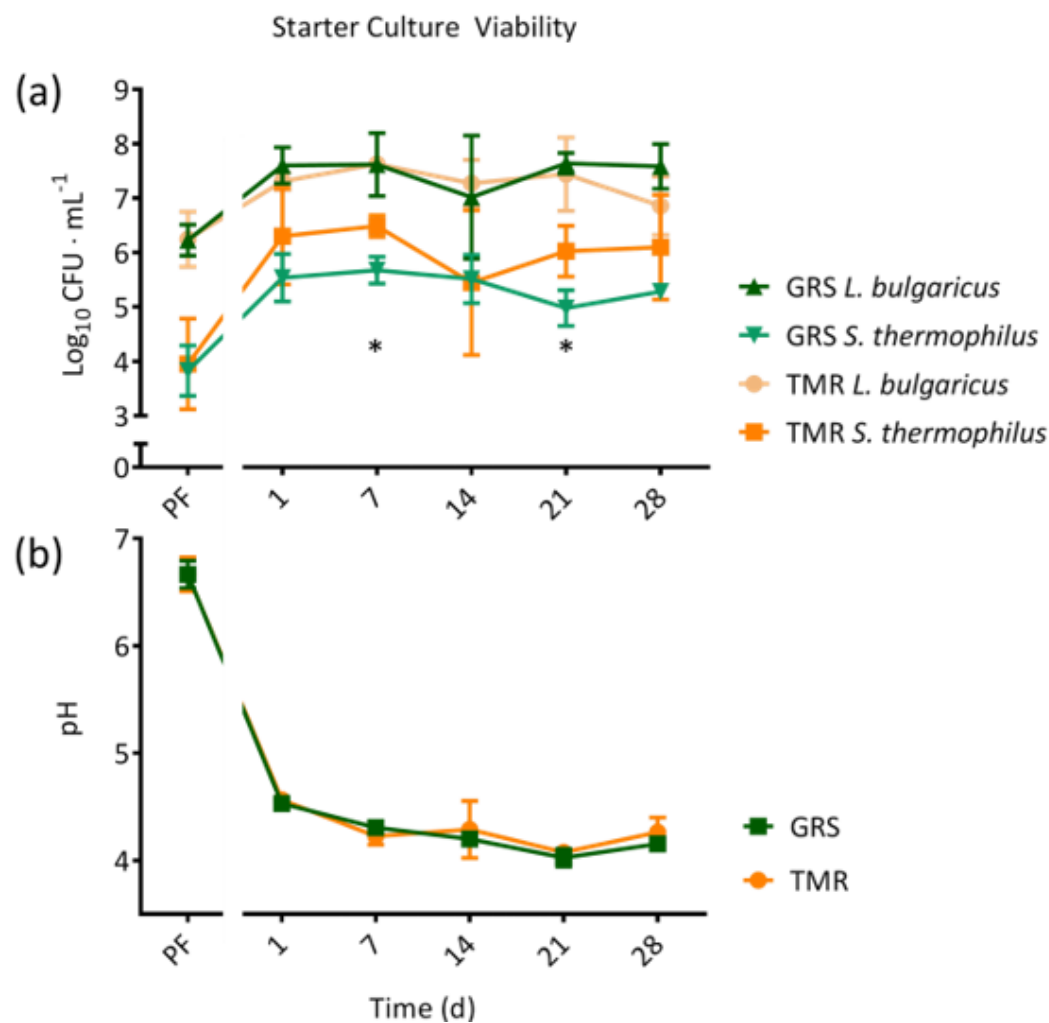 Starter Culture Viability
(a)
Log₁₀ CFU · mL⁻¹
9
8
7
6
5
4
3
0
* *
PF 1 7 14 21 28
GRS L. bulgaricus
GRS S. thermophilus
TMR L. bulgaricus
TMR S. thermophilus
(b)
pH
7
6
5
4
PF 1 7 14 21 28
Time (d)
GRS
TMR